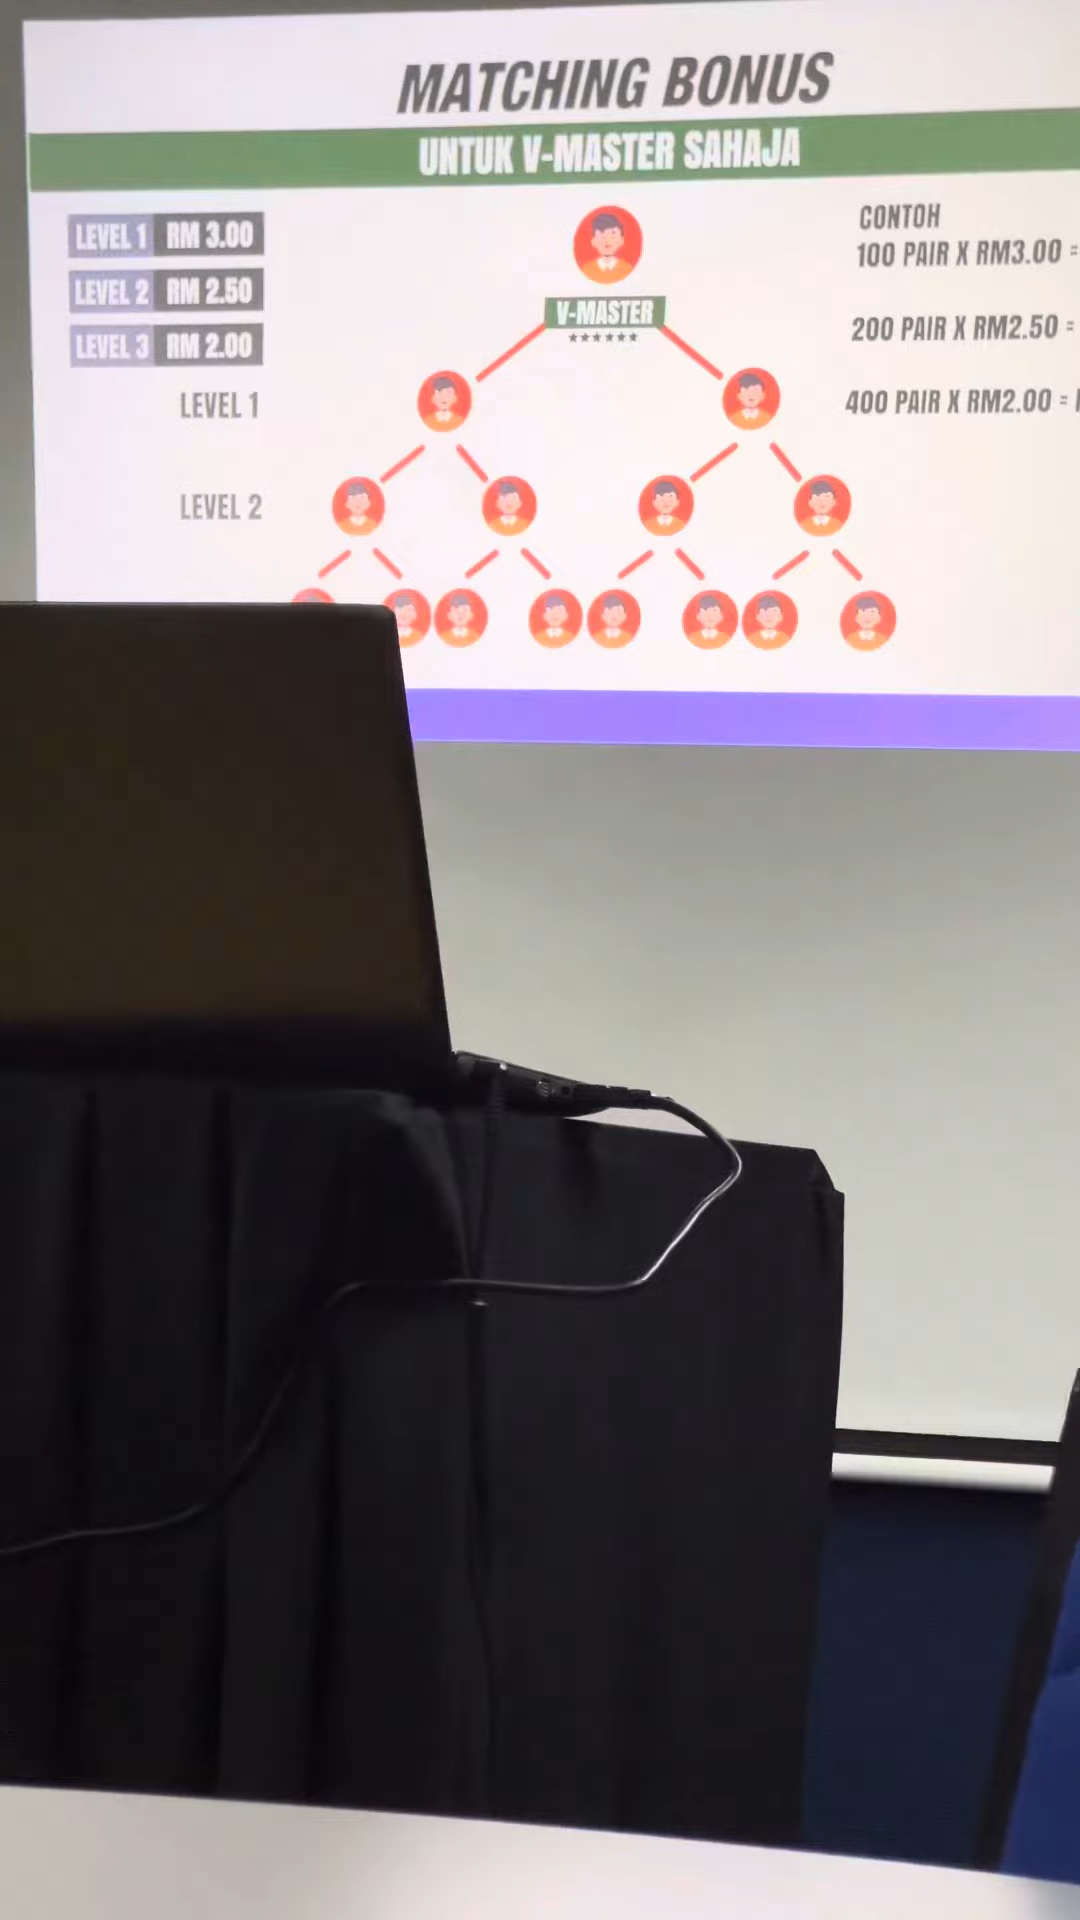 MATCHING BONUS
UNTUK V-MASTER SAHAJA
LEVEL 1 RM 3.00
LEVEL 2 RM 2.50
LEVEL 3 RM 2.00
LEVEL 1
LEVEL 2
V-MASTER
CONTOH
100 PAIR X RM3.00 =
200 PAIR X RM2.50 =
400 PAIR X RM2.00 =